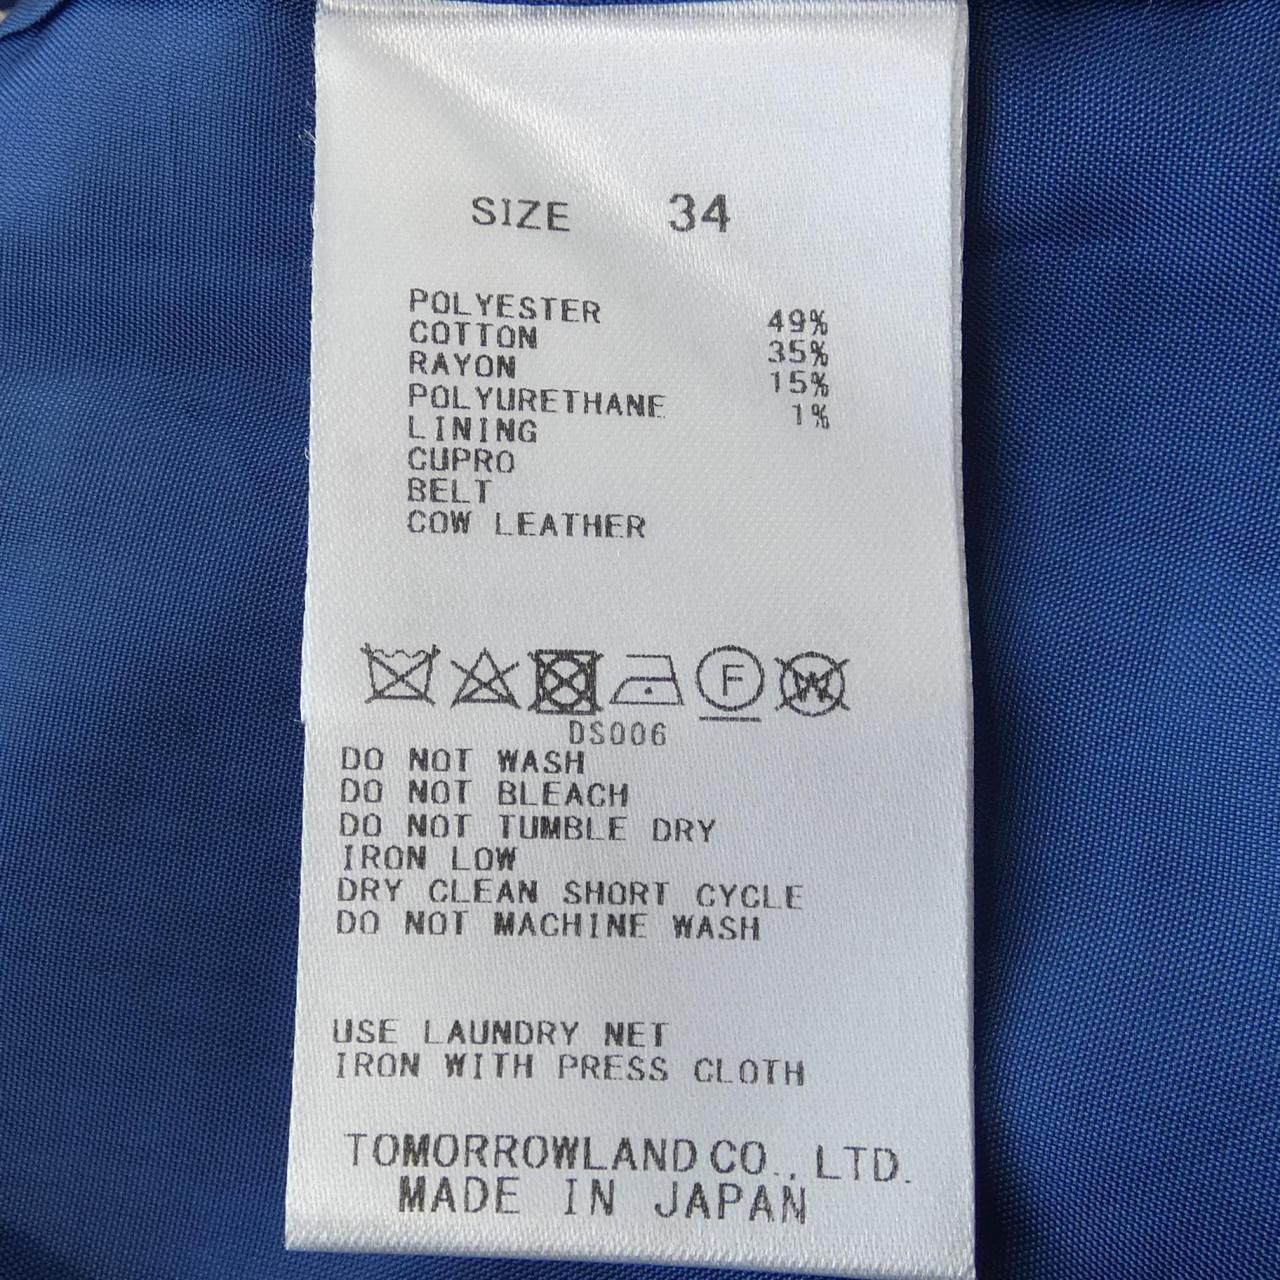 SIZE 34
POLYESTER 49%
COTTON 35%
RAYON 15%
POLYURETHANE 1%
LINING
CUPRO
BELT
COW LEATHER
F W
DS006
DO NOT WASH
DO NOT BLEACH
DO NOT TUMBLE DRY
IRON LOW
DRY CLEAN SHORT CYCLE
DO NOT MACHINE WASH
USE LAUNDRY NET
IRON WITH PRESS CLOTH
TOMORROWLAND CO., LTD.
MADE IN JAPAN